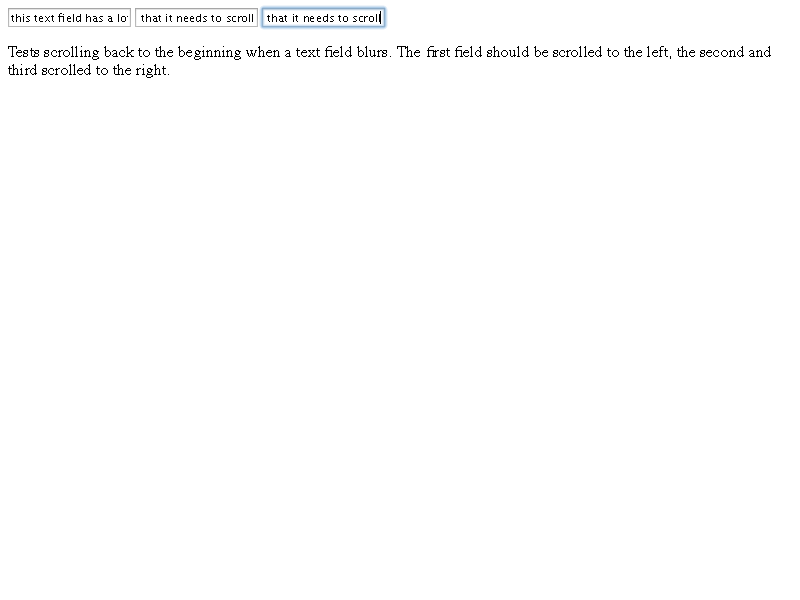 this text field has a lo that it needs to scroll that it needs to scroll
Tests scrolling back to the beginning when a text field blurs. The first field should be scrolled to the left, the second and
third scrolled to the right.